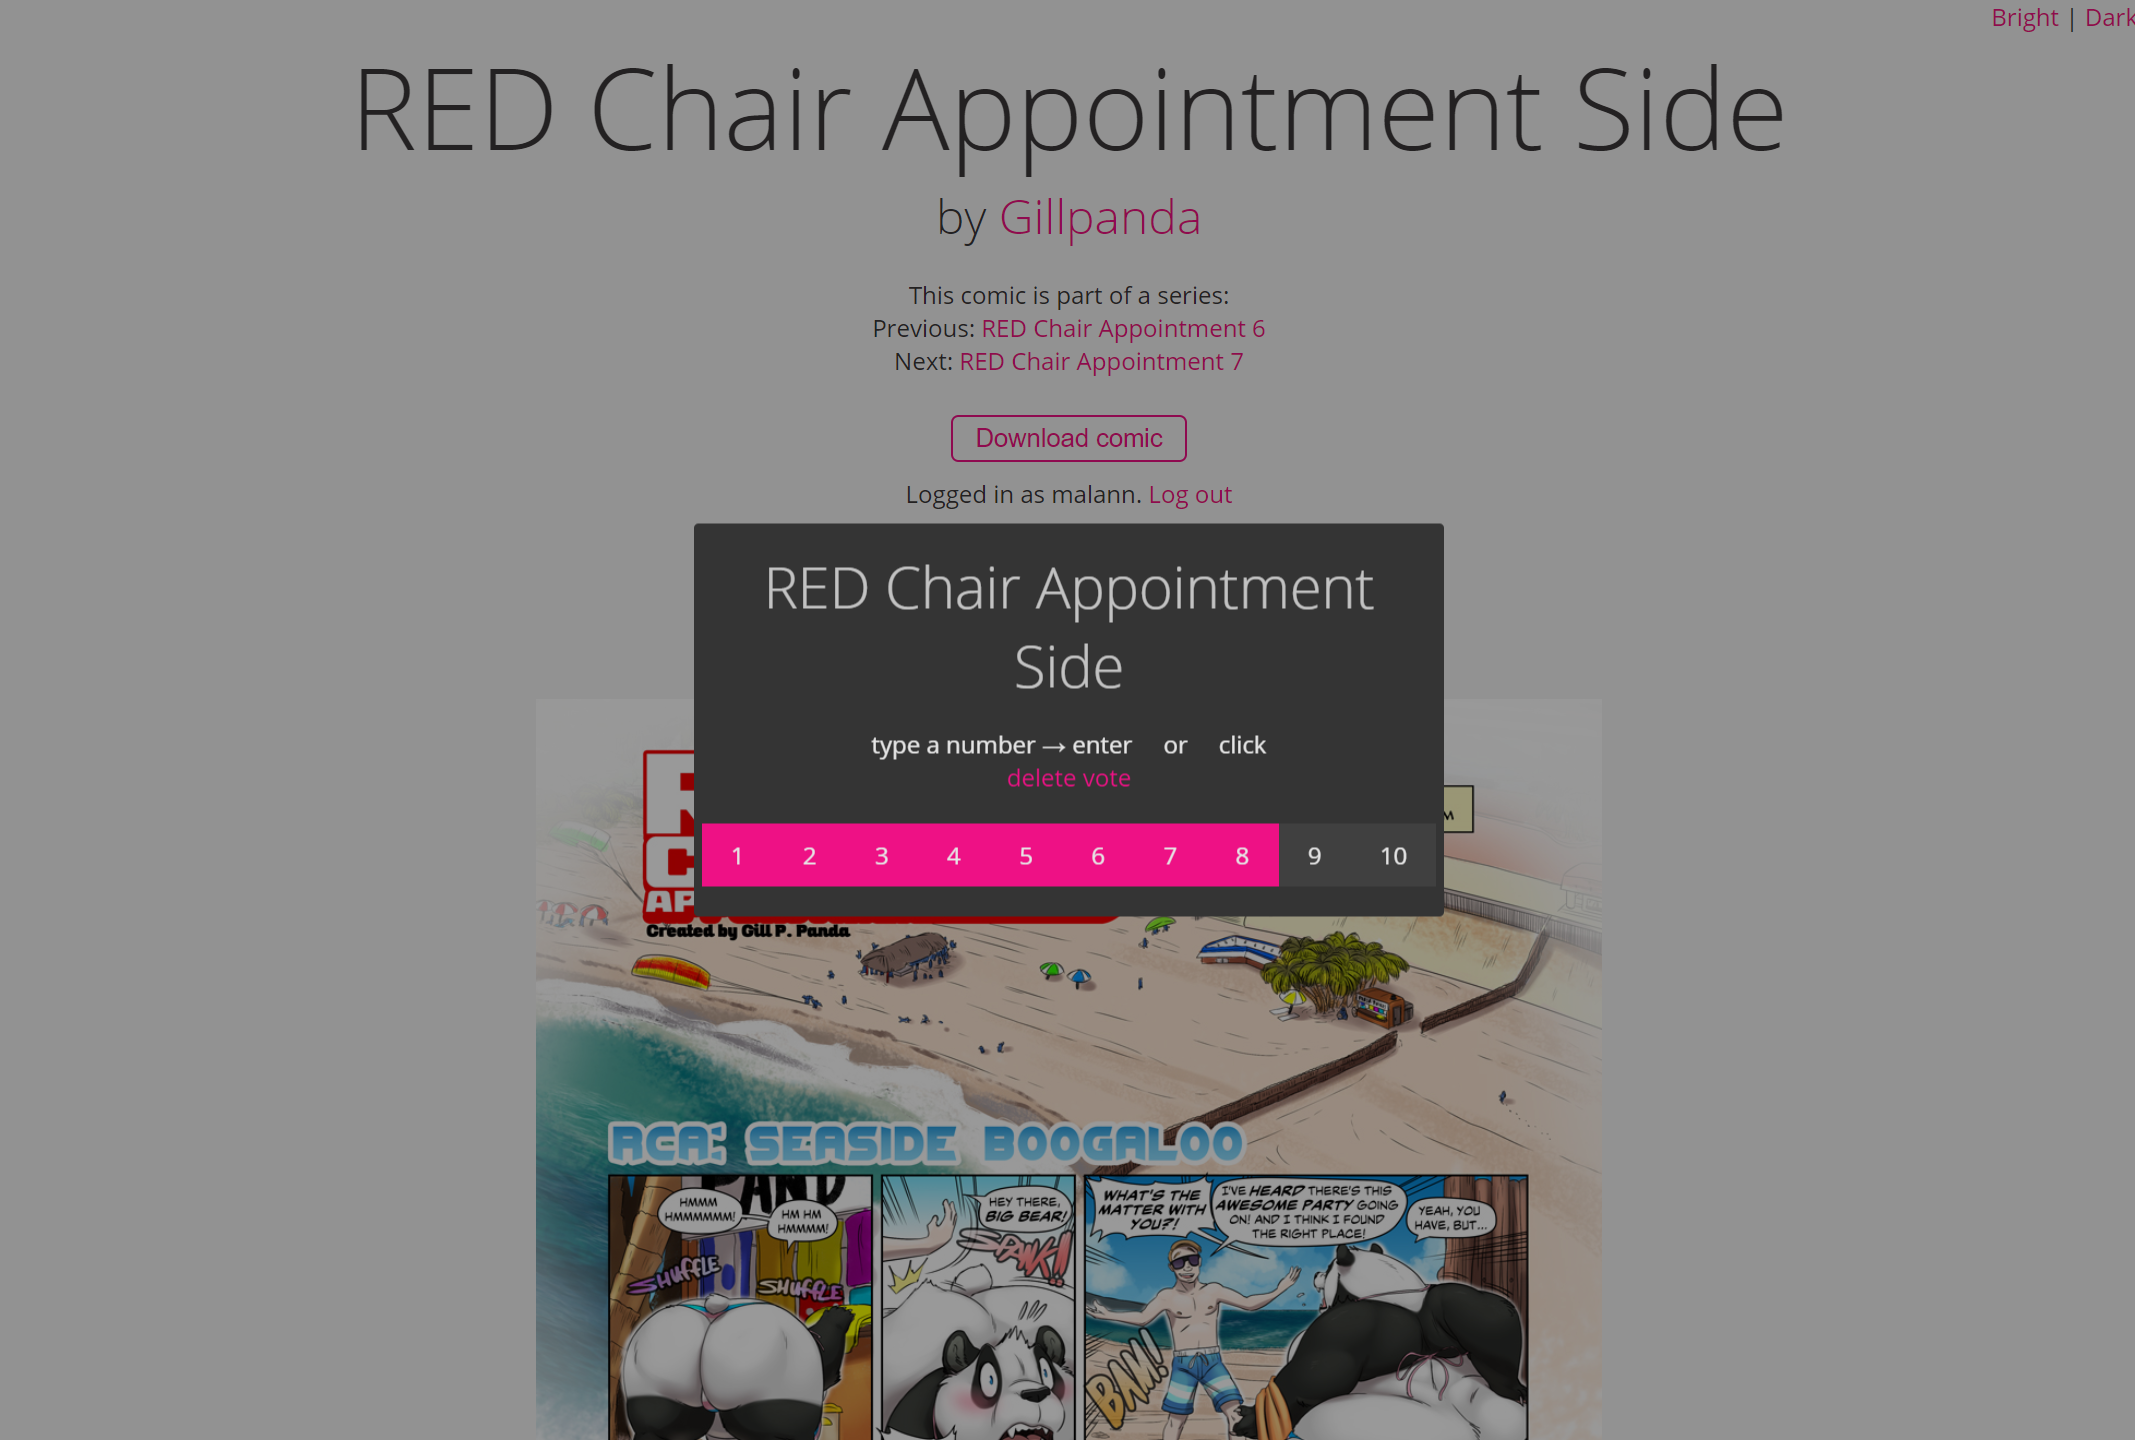 Bright | Dark
RED Chair Appointment Side
by Gillpanda
This comic is part of a series:
Previous: RED Chair Appointment 6
Next: RED Chair Appointment 7
Download comic
Logged in as malann. Log out
RED Chair Appointment
Side
type a number → enter or click
delete vote
1 2 3 4 5 6 7 8 9 10
Created by Gill P. Panda
RCA: SEASIDE BOOGALOO
HMMM
HMMMMMM!
HM HM
HMMMM!
SHUFFLE
SHUFFLE
HEY THERE,
BIG BEAR!
SPANK!!
WHAT'S THE
MATTER WITH
YOU?!
I'VE HEARD THERE'S THIS
AWESOME PARTY GOING
ON! AND I THINK I FOUND
THE RIGHT PLACE!
YEAH, YOU
HAVE, BUT...
BAM!